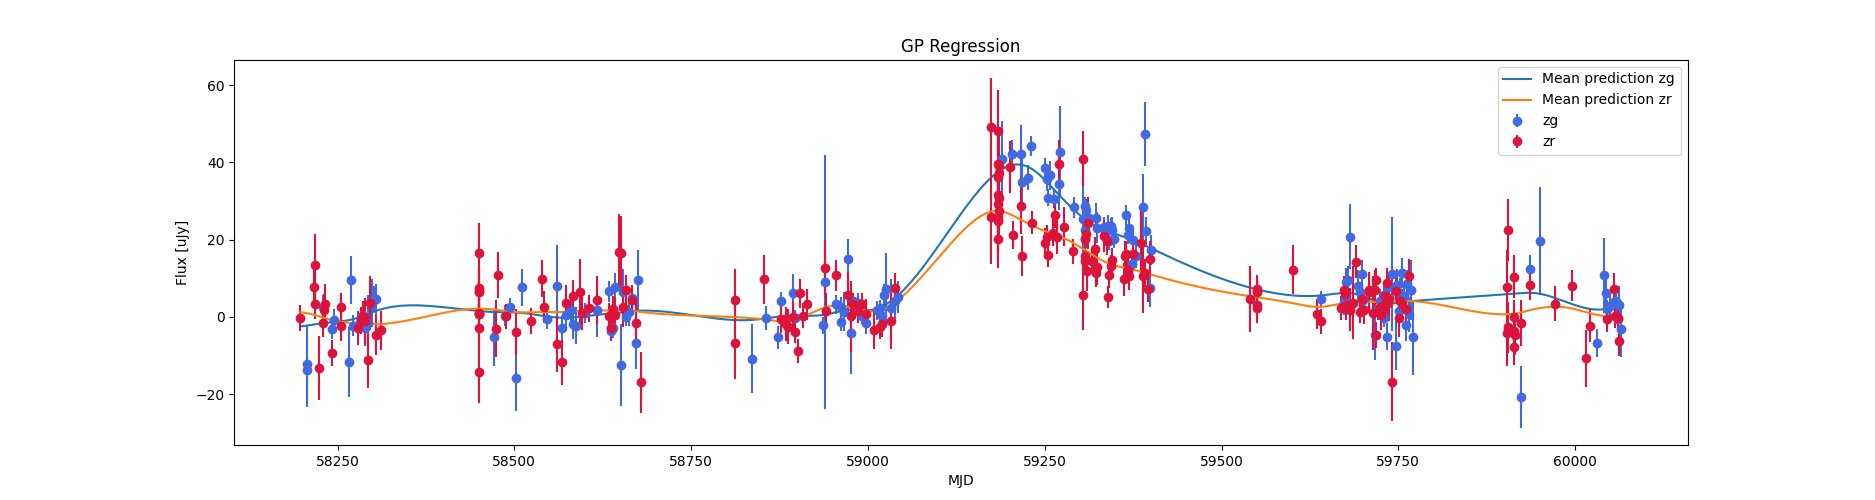 GP Regression
Flux [uJy]
60
40
20
0
−20
Mean prediction zg
Mean prediction zr
zg
zr
58250 58500 58750 59000 59250 59500 59750 60000
MJD